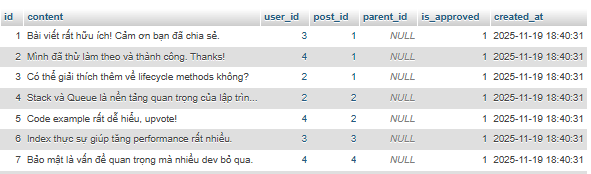 id content user_id post_id parent_id is_approved created_at
1 Bài viết rất hữu ích! Cảm ơn bạn đã chia sẻ. 3 1 NULL 1 2025-11-19 18:40:31
2 Mình đã thử làm theo và thành công. Thanks! 4 1 NULL 1 2025-11-19 18:40:31
3 Có thể giải thích thêm về lifecycle methods không? 2 1 NULL 1 2025-11-19 18:40:31
4 Stack và Queue là nền tảng quan trọng của lập trìn... 2 2 NULL 1 2025-11-19 18:40:31
5 Code example rất dễ hiểu, upvote! 4 2 NULL 1 2025-11-19 18:40:31
6 Index thực sự giúp tăng performance rất nhiều. 3 3 NULL 1 2025-11-19 18:40:31
7 Bảo mật là vấn đề quan trọng mà nhiều dev bỏ qua. 4 4 NULL 1 2025-11-19 18:40:31